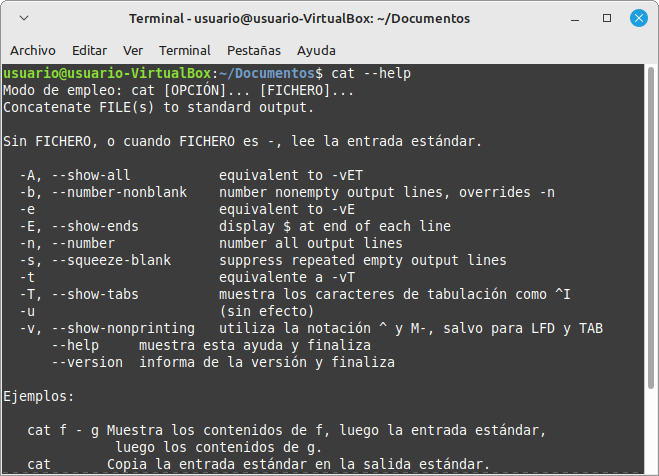 Terminal - usuario@usuario-VirtualBox: ~/Documentos
Archivo Editar Ver Terminal Pestañas Ayuda
usuario@usuario-VirtualBox:~/Documentos$ cat --help
Modo de empleo: cat [OPCIÓN]... [FICHERO]...
Concatenate FILE(s) to standard output.
Sin FICHERO, o cuando FICHERO es -, lee la entrada estándar.
-A, --show-all equivalent to -vET
-b, --number-nonblank number nonempty output lines, overrides -n
-e equivalent to -vE
-E, --show-ends display $ at end of each line
-n, --number number all output lines
-s, --squeeze-blank suppress repeated empty output lines
-t equivalente a -vT
-T, --show-tabs muestra los caracteres de tabulación como ^I
-u (sin efecto)
-v, --show-nonprinting utiliza la notación ^ y M-, salvo para LFD y TAB
--help muestra esta ayuda y finaliza
--version informa de la versión y finaliza
Ejemplos:
cat f - g Muestra los contenidos de f, luego la entrada estándar,
luego los contenidos de g.
cat Copia la entrada estándar en la salida estándar.